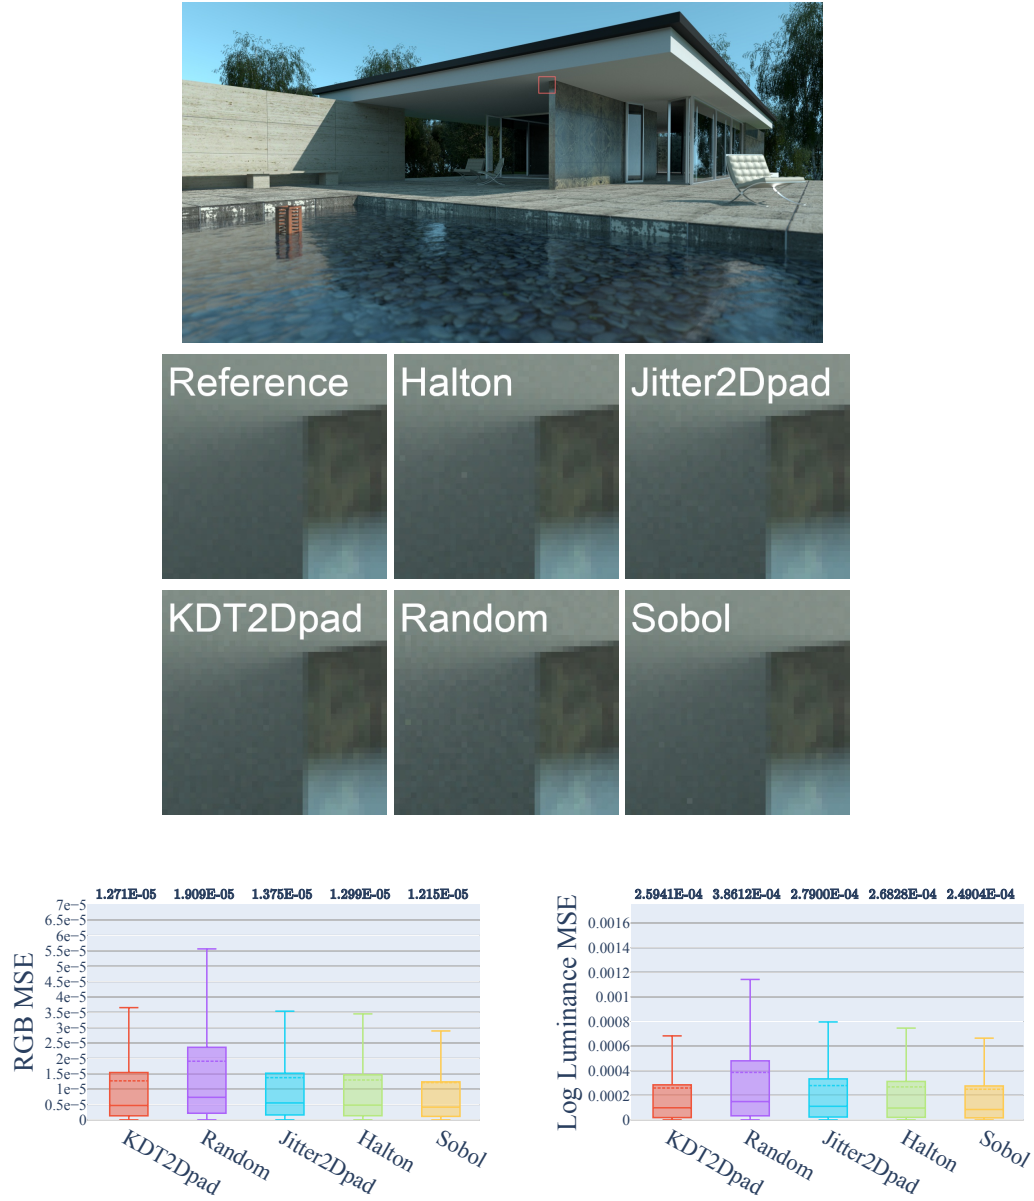 Reference
Halton
Jitter2Dpad
KDT2Dpad
Random
Sobol
1.271E-05 1.909E-05 1.375E-05 1.299E-05 1.215E-05
RGB MSE
7e−5
6.5e−5
6e−5
5.5e−5
5e−5
4.5e−5
4e−5
3.5e−5
3e−5
2.5e−5
2e−5
1.5e−5
1e−5
0.5e−5
0
KDT2Dpad
Random
Jitter2Dpad
Halton
Sobol
2.5941E-04 3.8612E-04 2.7900E-04 2.6828E-04 2.4904E-04
Log Luminance MSE
0.0016
0.0014
0.0012
0.001
0.0008
0.0006
0.0004
0.0002
0
KDT2Dpad
Random
Jitter2Dpad
Halton
Sobol